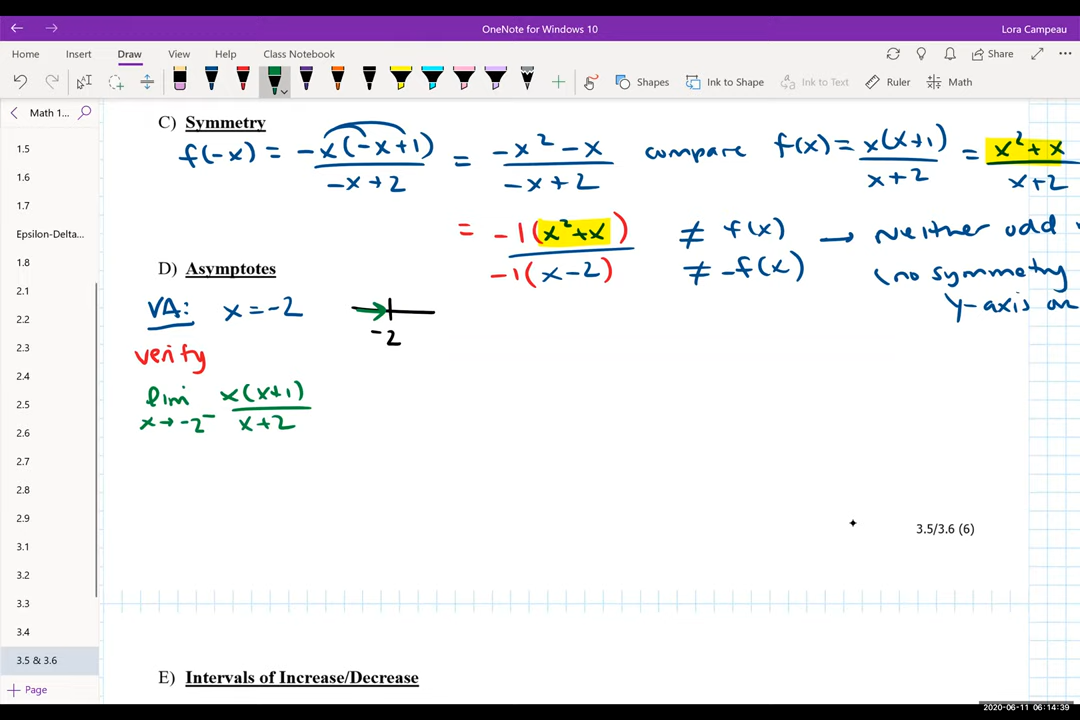 OneNote for Windows 10
Lora Campeau
Home Insert Draw View Help Class Notebook
Share
Shapes Ink to Shape Ink to Text Ruler Math
Math 1...
1.5
1.6
1.7
Epsilon-Delta...
1.8
2.1
2.2
2.3
2.4
2.5
2.6
2.7
2.8
2.9
3.1
3.2
3.3
3.4
3.5 & 3.6
Page
C) Symmetry
f(-x) = -x(-x+1)/-x+2 = -x²-x/-x+2 compare f(x) = x(x+1)/x+2 = x²+x/x+2
= -1(x²+x)/-1(x-2) ≠ f(x) → Neither odd
≠ -f(x) (no symmetry
y-axis or
D) Asymptotes
VA: x = -2
-2
verify
lim x→-2⁻ x(x+1)/x+2
3.5/3.6 (6)
E) Intervals of Increase/Decrease
2020-06-11 06:14:39